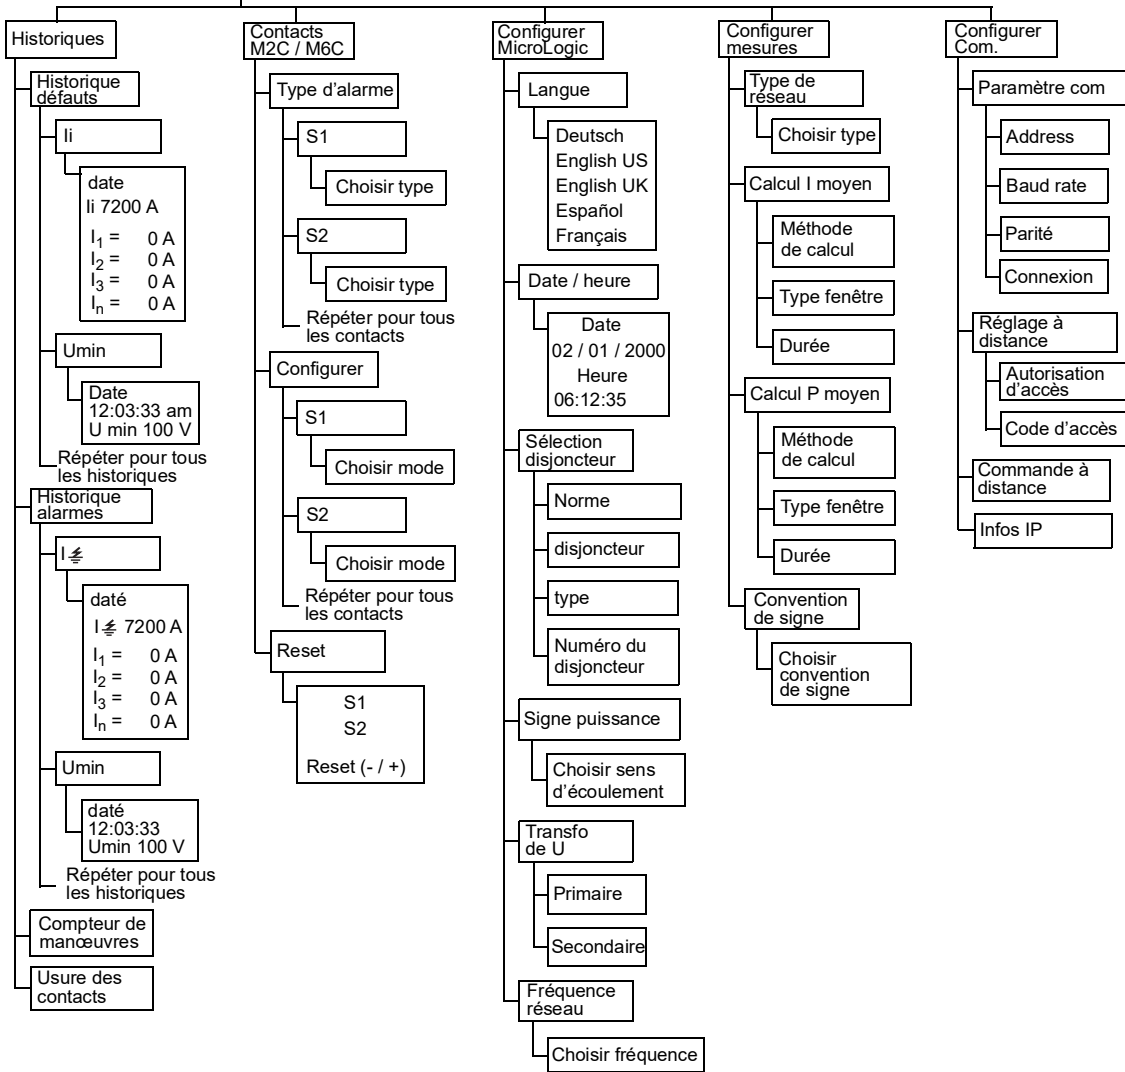 Historiques
Historique
défauts
Ii
date
Ii 7200 A
I1 = 0 A
I2 = 0 A
I3 = 0 A
In = 0 A
Umin
Date
12:03:33 am
U min 100 V
Répéter pour tous
les historiques
Historique
alarmes
I⏚
daté
I⏚ 7200 A
I1 = 0 A
I2 = 0 A
I3 = 0 A
In = 0 A
Umin
daté
12:03:33
Umin 100 V
Répéter pour tous
les historiques
Compteur de
manœuvres
Usure des
contacts
Contacts
M2C / M6C
Type d'alarme
S1
Choisir type
S2
Choisir type
Répéter pour tous
les contacts
Configurer
S1
Choisir mode
S2
Choisir mode
Répéter pour tous
les contacts
Reset
S1
S2
Reset (- / +)
Configurer
MicroLogic
Langue
Deutsch
English US
English UK
Español
Français
Date / heure
Date
02 / 01 / 2000
Heure
06:12:35
Sélection
disjoncteur
Norme
disjoncteur
type
Numéro du
disjoncteur
Signe puissance
Choisir sens
d'écoulement
Transfo
de U
Primaire
Secondaire
Fréquence
réseau
Choisir fréquence
Configurer
mesures
Type de
réseau
Choisir type
Calcul I moyen
Méthode
de calcul
Type fenêtre
Durée
Calcul P moyen
Méthode
de calcul
Type fenêtre
Durée
Convention
de signe
Choisir
convention
de signe
Configurer
Com.
Paramètre com
Address
Baud rate
Parité
Connexion
Réglage à
distance
Autorisation
d'accès
Code d'accès
Commande à
distance
Infos IP